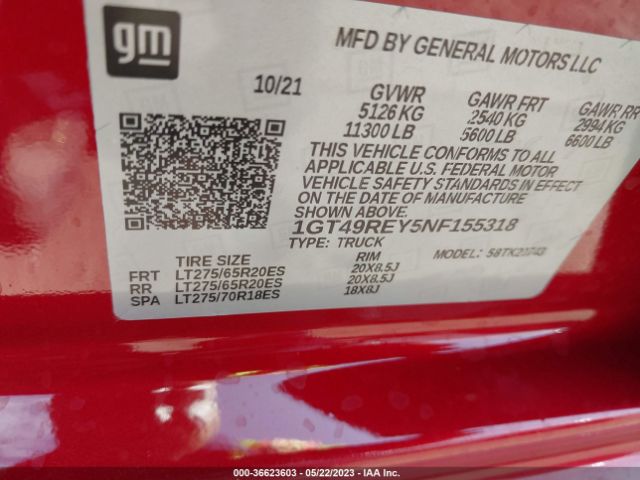 gm
MFD BY GENERAL MOTORS LLC
10/21
GVWR GAWR FRT GAWR RR
5126 KG 2540 KG 2994 KG
11300 LB 5600 LB 6600 LB
THIS VEHICLE CONFORMS TO ALL
APPLICABLE U.S. FEDERAL MOTOR
VEHICLE SAFETY STANDARDS IN EFFECT
ON THE DATE OF MANUFACTURE
SHOWN ABOVE.
1GT49REY5NF155318
TYPE: TRUCK MODEL:
TIRE SIZE RIM
FRT LT275/65R20ES 20X8.5J
RR LT275/65R20ES 20X8.5J
SPA LT275/70R18ES 18X8J
000-36623603 - 05/22/2023 - IAA Inc.